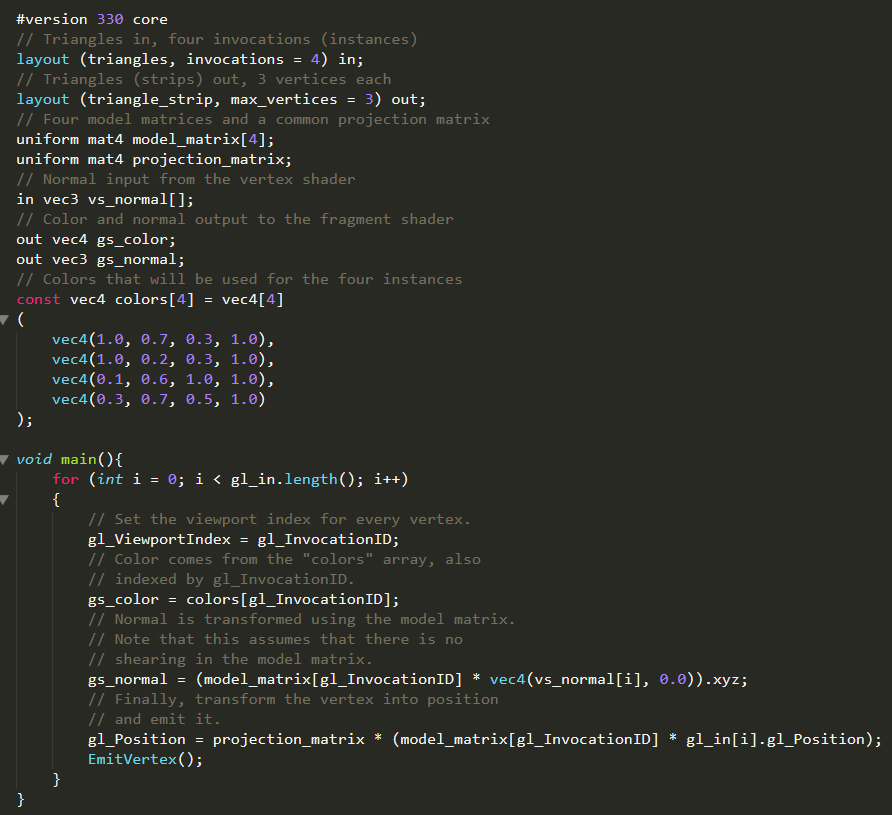 #version 330 core
// Triangles in, four invocations (instances)
layout (triangles, invocations = 4) in;
// Triangles (strips) out, 3 vertices each
layout (triangle_strip, max_vertices = 3) out;
// Four model matrices and a common projection matrix
uniform mat4 model_matrix[4];
uniform mat4 projection_matrix;
// Normal input from the vertex shader
in vec3 vs_normal[];
// Color and normal output to the fragment shader
out vec4 gs_color;
out vec3 gs_normal;
// Colors that will be used for the four instances
const vec4 colors[4] = vec4[4]
(
    vec4(1.0, 0.7, 0.3, 1.0),
    vec4(1.0, 0.2, 0.3, 1.0),
    vec4(0.1, 0.6, 1.0, 1.0),
    vec4(0.3, 0.7, 0.5, 1.0)
);

void main(){
    for (int i = 0; i < gl_in.length(); i++)
    {
        // Set the viewport index for every vertex.
        gl_ViewportIndex = gl_InvocationID;
        // Color comes from the "colors" array, also
        // indexed by gl_InvocationID.
        gs_color = colors[gl_InvocationID];
        // Normal is transformed using the model matrix.
        // Note that this assumes that there is no
        // shearing in the model matrix.
        gs_normal = (model_matrix[gl_InvocationID] * vec4(vs_normal[i], 0.0)).xyz;
        // Finally, transform the vertex into position
        // and emit it.
        gl_Position = projection_matrix * (model_matrix[gl_InvocationID] * gl_in[i].gl_Position);
        EmitVertex();
    }
}